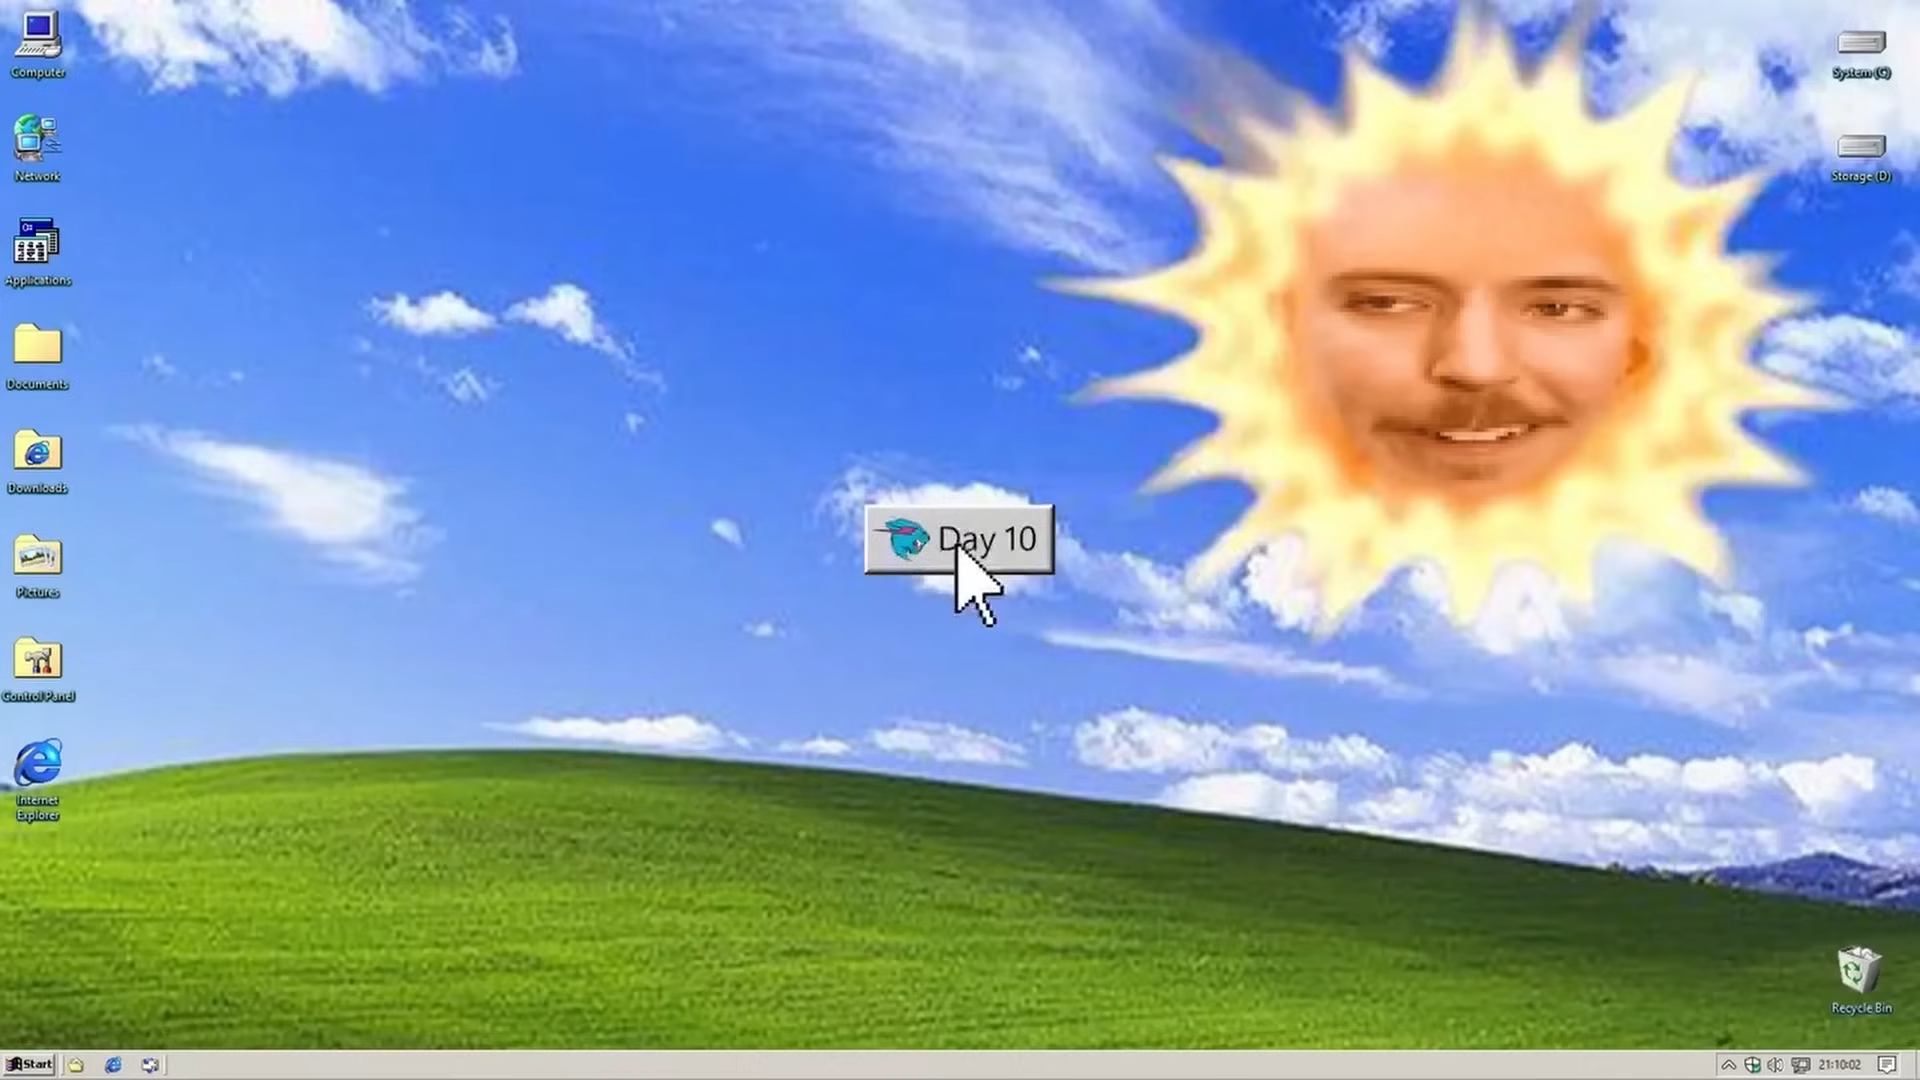 Computer
Network
Applications
Documents
Downloads
Pictures
Control Panel
Internet
Explorer
System (C)
Storage (D)
Day 10
Recycle Bin
Start
21:10:02